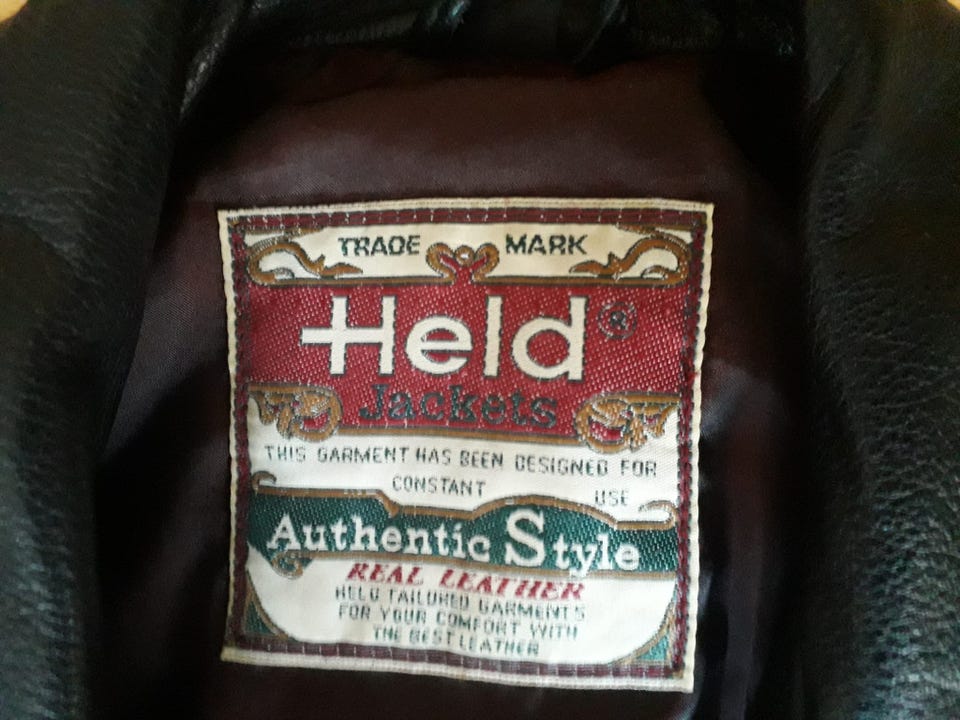 TRADE MARK
Held®
Jackets
THIS GARMENT HAS BEEN DESIGNED FOR
CONSTANT USE
Authentic Style
REAL LEATHER
HELD TAILORED GARMENTS
FOR YOUR COMFORT WITH
THE BEST LEATHER